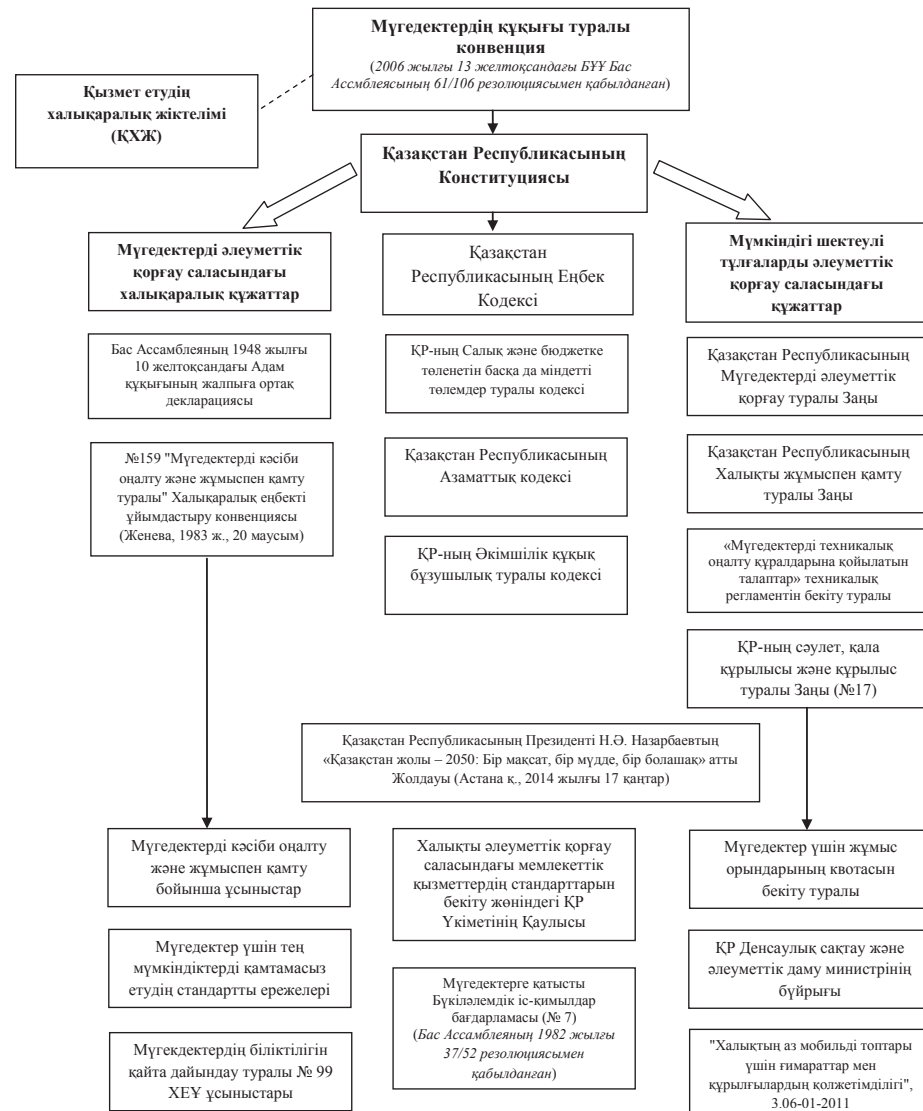 Мүгедектердің құқығы туралы
конвенция
(2006 жылғы 13 желтоқсандағы БҰҰ Бас
Ассмблеясының 61/106 резолюциясымен қабылданған)
Қызмет етудің
халықаралық жіктелімі
(ҚХЖ)
Қазақстан Республикасының
Конституциясы
Мүгедектерді әлеуметтік
қорғау саласындағы
халықаралық құжаттар
Бас Ассамблеяның 1948 жылғы
10 желтоқсандағы Адам
құқығының жалпыға ортақ
декларациясы
№159 "Мүгедектерді кәсіби
оңалту және жұмыспен қамту
туралы" Халықаралық еңбекті
ұйымдастыру конвенциясы
(Женева, 1983 ж., 20 маусым)
Қазақстан
Республикасының Еңбек
Кодексі
ҚР-ның Салық және бюджетке
төленетін басқа да міндетті
төлемдер туралы кодексі
Қазақстан Республикасының
Азаматтық кодексі
ҚР-ның Әкімшілік құқық
бұзушылық туралы кодексі
Мүмкіндігі шектеулі
тұлғаларды әлеуметтік
қорғау саласындағы
құжаттар
Қазақстан Республикасының
Мүгедектерді әлеуметтік
қорғау туралы Заңы
Қазақстан Республикасының
Халықты жұмыспен қамту
туралы Заңы
«Мүгедектерді техникалық
оңалту құралдарына қойылатын
талаптар» техникалық
регламентін бекіту туралы
ҚР-ның сәулет, қала
құрылысы және құрылыс
туралы Заңы (№17)
Қазақстан Республикасының Президенті Н.Ә. Назарбаевтың
«Қазақстан жолы – 2050: Бір мақсат, бір мүдде, бір болашақ» атты
Жолдауы (Астана қ., 2014 жылғы 17 қаңтар)
Мүгедектерді кәсіби оңалту
және жұмыспен қамту
бойынша ұсыныстар
Мүгедектер үшін тең
мүмкіндіктерді қамтамасыз
етудің стандартты ережелері
Мүгекдектердің біліктілігін
қайта дайындау туралы № 99
ХЕҰ ұсыныстары
Халықты әлеуметтік қорғау
саласындағы мемлекеттік
қызметтердің стандарттарын
бекіту жөніндегі ҚР
Үкіметінің Қаулысы
Мүгедектерге қатысты
Бүкіләлемдік іс-қимылдар
бағдарламасы (№ 7)
(Бас Ассамблеяның 1982 жылғы
37/52 резолюциясымен
қабылданған)
Мүгедектер үшін жұмыс
орындарының квотасын
бекіту туралы
ҚР Денсаулық сақтау және
әлеуметтік даму министрінің
бұйрығы
"Халықтың аз мобильді топтары
үшін ғимараттар мен
құрылғылардың қолжетімділігі",
3.06-01-2011